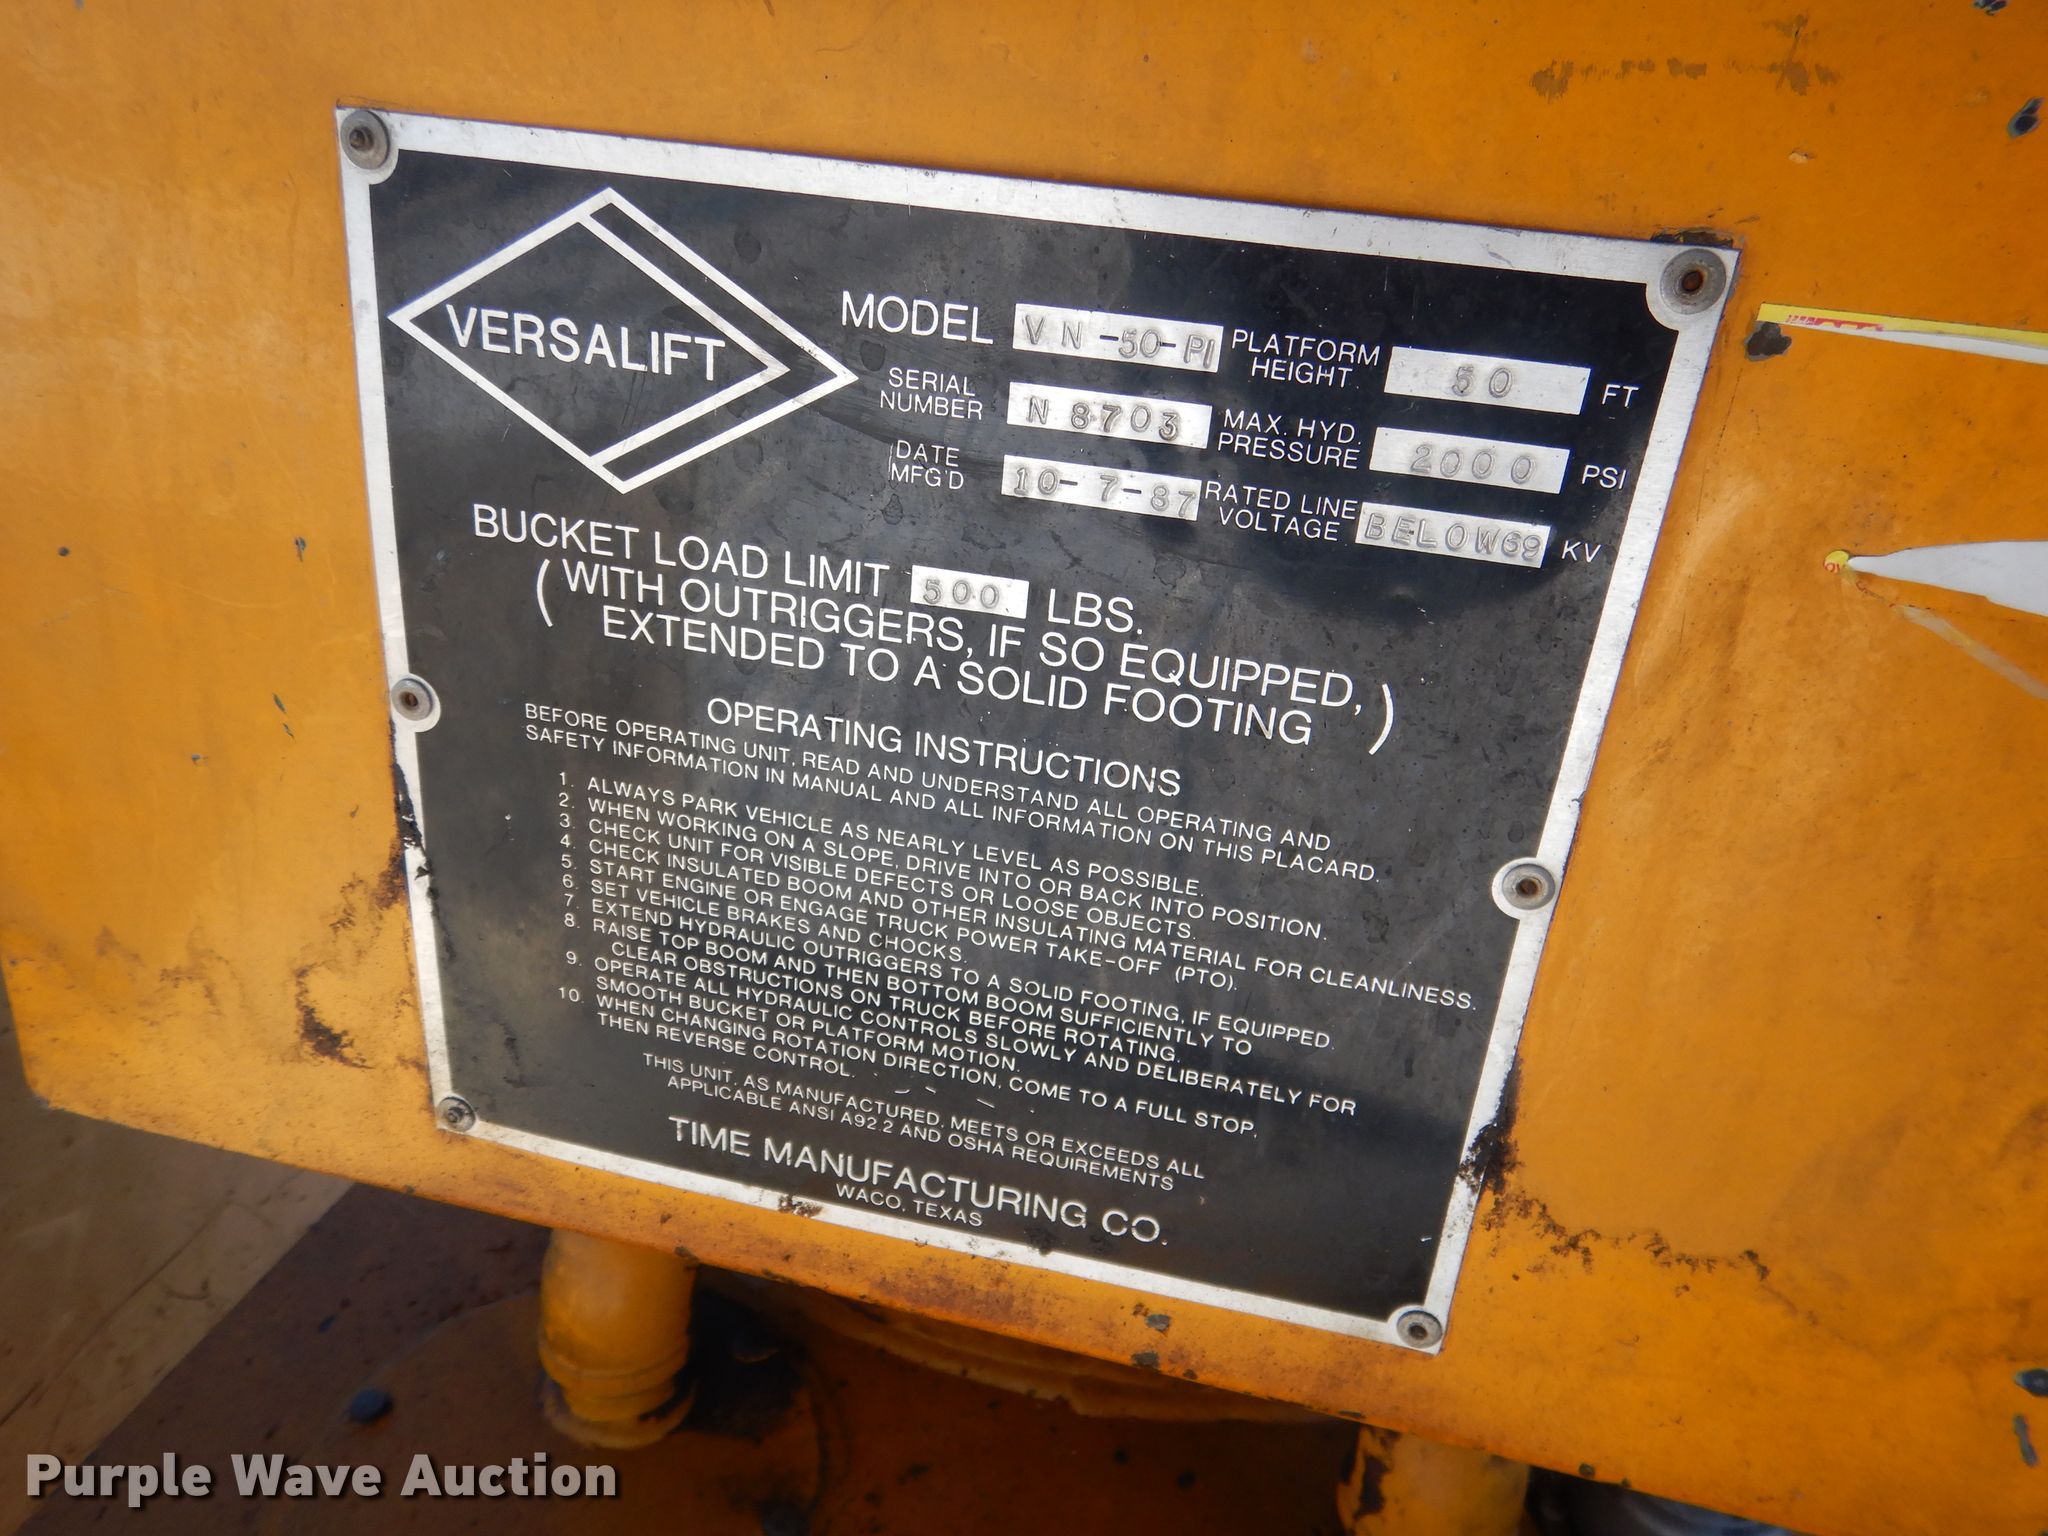 VERSALIFT
MODEL VN-50-PI
PLATFORM
HEIGHT 50 FT
SERIAL
NUMBER N 8703
MAX. HYD.
PRESSURE 2000 PSI
DATE
MFG'D 10-7-87
RATED LINE
VOLTAGE BELOW69 KV
BUCKET LOAD LIMIT 500 LBS.
(WITH OUTRIGGERS, IF SO EQUIPPED,
EXTENDED TO A SOLID FOOTING)
OPERATING INSTRUCTIONS
BEFORE OPERATING UNIT, READ AND UNDERSTAND ALL OPERATING AND
SAFETY INFORMATION IN MANUAL AND ALL INFORMATION ON THIS PLACARD.
1. ALWAYS PARK VEHICLE AS NEARLY LEVEL AS POSSIBLE.
2. WHEN WORKING ON A SLOPE, DRIVE INTO OR BACK INTO POSITION.
3. CHECK UNIT FOR VISIBLE DEFECTS OR LOOSE OBJECTS.
4. CHECK INSULATED BOOM AND OTHER INSULATING MATERIAL FOR CLEANLINESS.
5. START ENGINE OR ENGAGE TRUCK POWER TAKE-OFF (PTO).
6. SET VEHICLE BRAKES AND CHOCKS.
7. EXTEND HYDRAULIC OUTRIGGERS TO A SOLID FOOTING, IF EQUIPPED.
8. RAISE TOP BOOM AND THEN BOTTOM BOOM SUFFICIENTLY TO
CLEAR OBSTRUCTIONS ON TRUCK BEFORE ROTATING.
9. OPERATE ALL HYDRAULIC CONTROLS SLOWLY AND DELIBERATELY FOR
SMOOTH BUCKET OR PLATFORM MOTION.
10. WHEN CHANGING ROTATION DIRECTION, COME TO A FULL STOP,
THEN REVERSE CONTROL.
THIS UNIT, AS MANUFACTURED, MEETS OR EXCEEDS ALL
APPLICABLE ANSI A92.2 AND OSHA REQUIREMENTS
TIME MANUFACTURING CO.
WACO, TEXAS
Purple Wave Auction